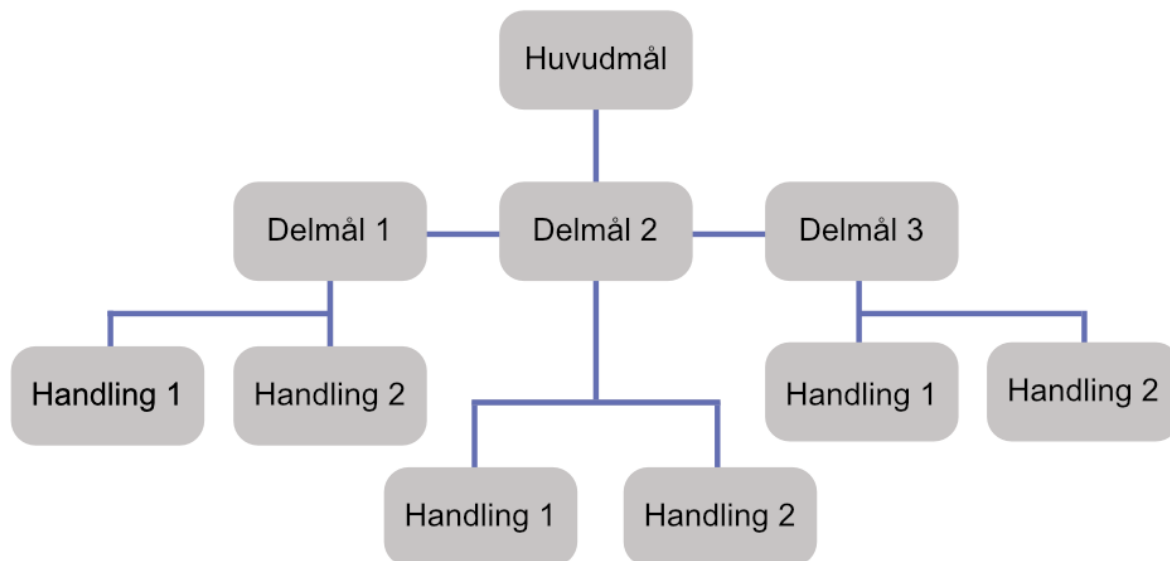 Huvudmål
Delmål 1
Delmål 2
Delmål 3
Handling 1
Handling 2
Handling 1
Handling 2
Handling 1
Handling 2